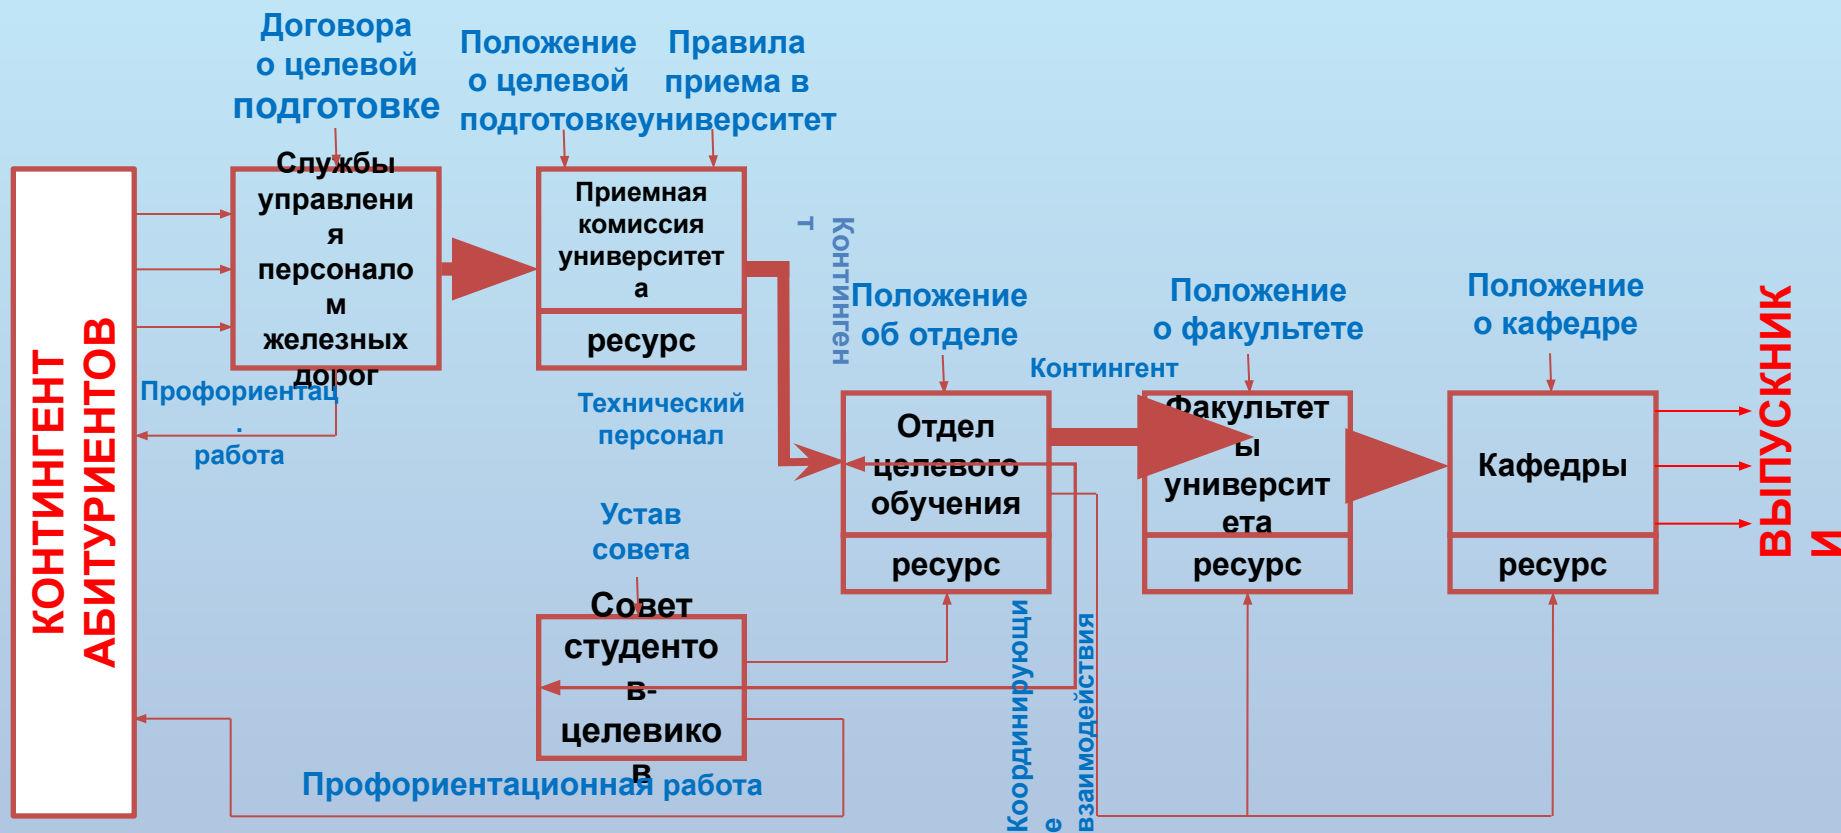 Договора
о целевой
подготовке
Положение
о целевой
подготовке
Правила
приема в
университет
КОНТИНГЕНТ
АБИТУРИЕНТОВ
Службы
управлени
я
персонало
м
железных
дорог
Приемная
комиссия
университет
а
ресурс
Континген
т
Профориентац
.
работа
Технический
персонал
Положение
об отделе
Контингент
Положение
о факультете
Положение
о кафедре
Отдел
целевого
обучения
ресурс
Факультет
ы
университ
ета
ресурс
Кафедры
ресурс
ВЫПУСКНИК
И
Устав
совета
Совет
студенто
в-
целевико
в
Профориентационная работа
Координирующи
е
взаимодействия